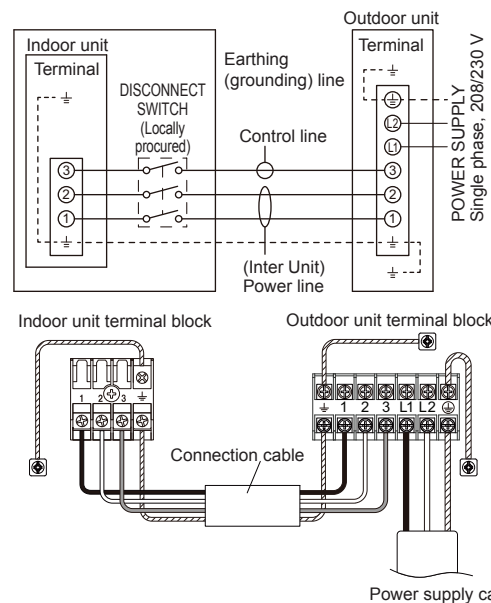 Outdoor unit
Indoor unit
Terminal
Terminal
Earthing
(grounding) line
DISCONNECT
SWITCH
(Locally
procured)
Control line
L2
L1
3
3
2
2
1
1
POWER SUPPLY
Single phase, 208/230 V
(Inter Unit)
Power line
Indoor unit terminal block
Outdoor unit terminal block
1 2 3
1 2 3 L1 L2
Connection cable
Power supply ca